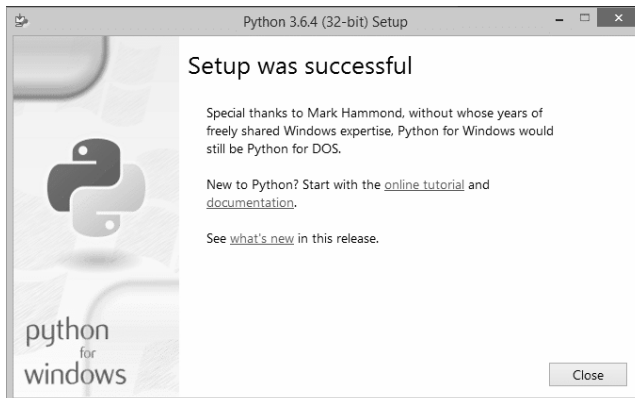 Python 3.6.4 (32-bit) Setup
Setup was successful
Special thanks to Mark Hammond, without whose years of
freely shared Windows expertise, Python for Windows would
still be Python for DOS.
New to Python? Start with the online tutorial and
documentation.
See what's new in this release.
python
for
windows
Close